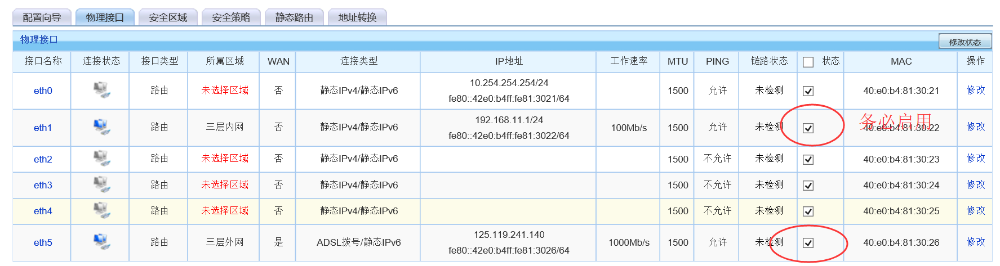 配置向导 物理接口 安全区域 安全策略 静态路由 地址转换
物理接口 修改状态
接口名称 连接状态 接口类型 所属区域 WAN 连接类型 IP地址 工作速率 MTU PING 链路状态 状态 MAC 操作
eth0 路由 未选择区域 否 静态IPv4/静态IPv6 10.254.254.254/24 1500 允许 未检测 40:e0:b4:81:30:21 修改
fe80::42e0:b4ff:fe81:3021/64
eth1 路由 三层内网 否 静态IPv4/静态IPv6 192.168.11.1/24 100Mb/s 1500 允许 未检测 务必启用 40:e0:b4:81:30:22 修改
fe80::42e0:b4ff:fe81:3022/64
eth2 路由 未选择区域 否 静态IPv4/静态IPv6 1500 不允许 未检测 40:e0:b4:81:30:23 修改
eth3 路由 未选择区域 否 静态IPv4/静态IPv6 1500 不允许 未检测 40:e0:b4:81:30:24 修改
eth4 路由 未选择区域 否 静态IPv4/静态IPv6 1500 不允许 未检测 40:e0:b4:81:30:25 修改
eth5 路由 三层外网 是 ADSL拨号/静态IPv6 125.119.241.140 1000Mb/s 1500 允许 未检测 40:e0:b4:81:30:26 修改
fe80::42e0:b4ff:fe81:3026/64